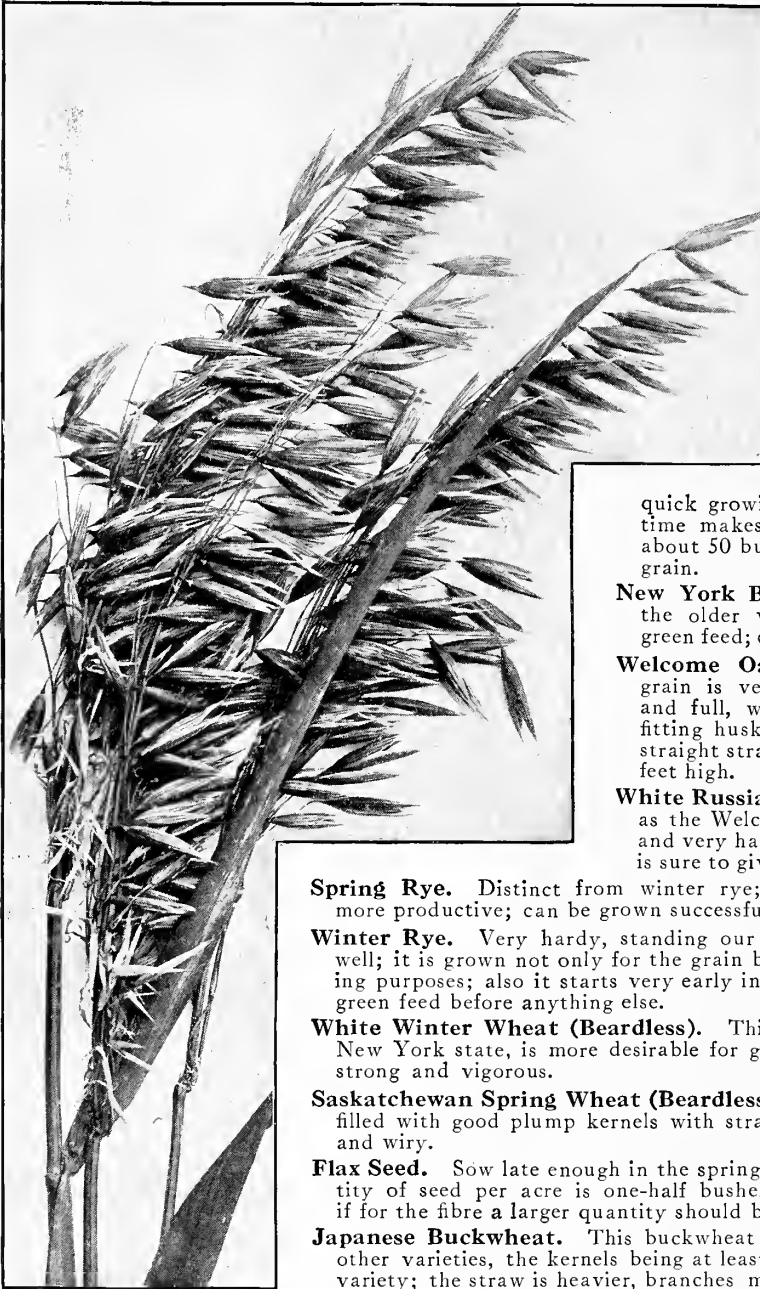 quick growi
time makes
about 50 bu
grain.
New York B
the older v
green feed; c
Welcome Oa
grain is ve
and full, w
fitting husk
straight stra
feet high.
White Russia
as the Welc
and very ha
is sure to giv
Spring Rye. Distinct from winter rye;
more productive; can be grown successfu
Winter Rye. Very hardy, standing our
well; it is grown not only for the grain b
ing purposes; also it starts very early in
green feed before anything else.
White Winter Wheat (Beardless). Thi
New York state, is more desirable for g
strong and vigorous.
Saskatchewan Spring Wheat (Beardless
filled with good plump kernels with stra
and wiry.
Flax Seed. Sow late enough in the spring
tity of seed per acre is one-half bushe
if for the fibre a larger quantity should b
Japanese Buckwheat. This buckwheat
other varieties, the kernels being at leas
variety; the straw is heavier, branches m